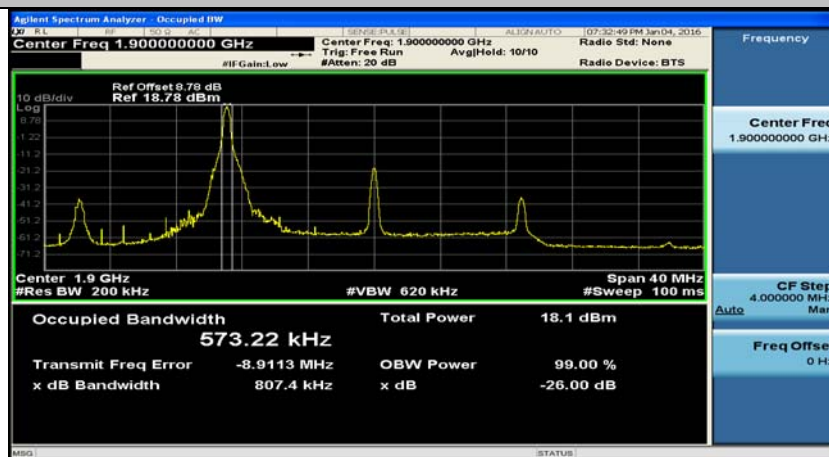 Agilent Spectrum Analyzer - Occupied BW
LXI RL RF 50 Ω AC SENSE:PULSE ALIGN AUTO 07:32:49 PM Jan 04, 2016
Center Freq 1.900000000 GHz
Center Freq: 1.900000000 GHz
Radio Std: None
Trig: Free Run Avg|Hold: 10/10
#IFGain:Low #Atten: 20 dB Radio Device: BTS
Frequency
Ref Offset 8.78 dB
10 dB/div Ref 18.78 dBm
Log
8.78
-1.22
-11.2
-21.2
-31.2
-41.2
-51.2
-61.2
-71.2
Center Freq
1.900000000 GHz
Center 1.9 GHz Span 40 MHz
#Res BW 200 kHz #VBW 620 kHz #Sweep 100 ms
CF Step
4.000000 MHz
Auto Man
Occupied Bandwidth Total Power 18.1 dBm
573.22 kHz
Transmit Freq Error -8.9113 MHz OBW Power 99.00 %
x dB Bandwidth 807.4 kHz x dB -26.00 dB
Freq Offset
0 Hz
MSG STATUS